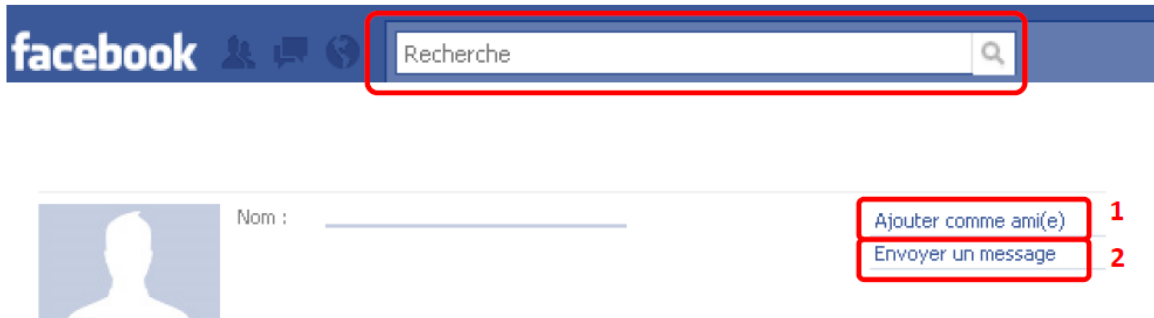 facebook
Recherche
Nom :
Ajouter comme ami(e)
1
Envoyer un message
2